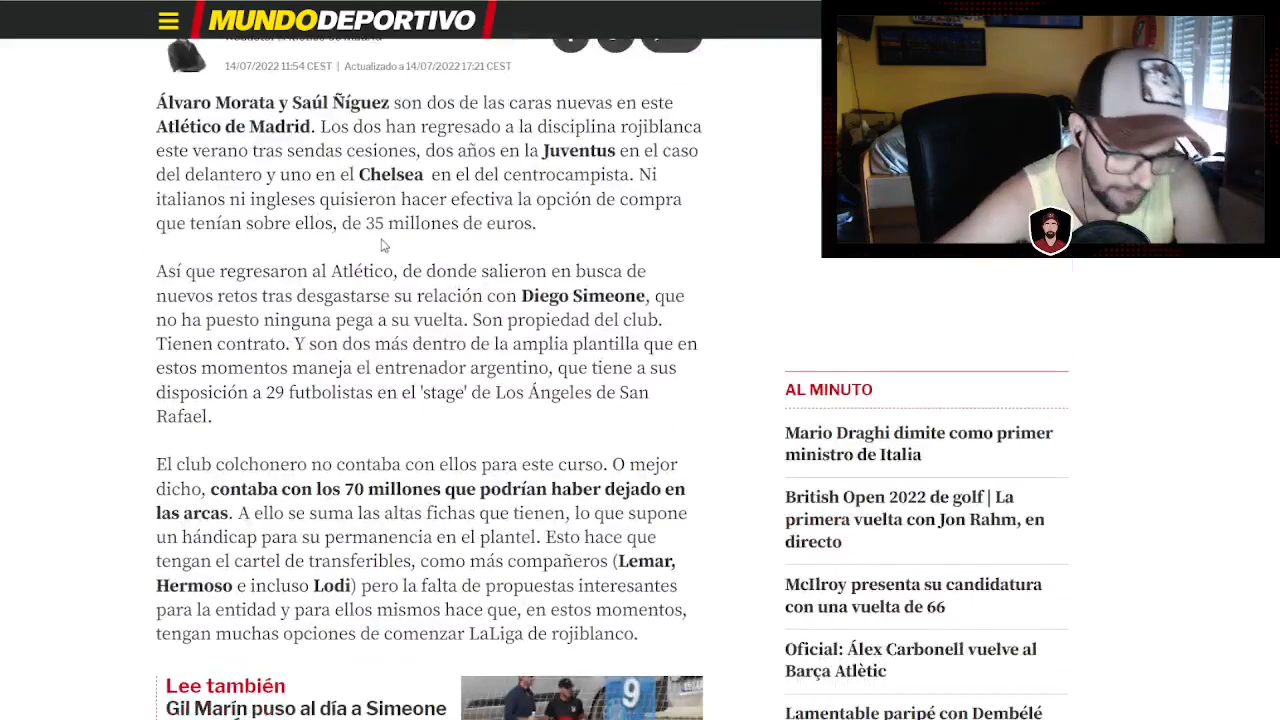 MUNDODEPORTIVO
14/07/2022 11:54 CEST | Actualizado a 14/07/2022 17:21 CEST
Álvaro Morata y Saúl Ñíguez son dos de las caras nuevas en este
Atlético de Madrid. Los dos han regresado a la disciplina rojiblanca
este verano tras sendas cesiones, dos años en la Juventus en el caso
del delantero y uno en el Chelsea en el del centrocampista. Ni
italianos ni ingleses quisieron hacer efectiva la opción de compra
que tenían sobre ellos, de 35 millones de euros.
Así que regresaron al Atlético, de donde salieron en busca de
nuevos retos tras desgastarse su relación con Diego Simeone, que
no ha puesto ninguna pega a su vuelta. Son propiedad del club.
Tienen contrato. Y son dos más dentro de la amplia plantilla que en
estos momentos maneja el entrenador argentino, que tiene a sus
disposición a 29 futbolistas en el 'stage' de Los Ángeles de San
Rafael.
El club colchonero no contaba con ellos para este curso. O mejor
dicho, contaba con los 70 millones que podrían haber dejado en
las arcas. A ello se suma las altas fichas que tienen, lo que supone
un hándicap para su permanencia en el plantel. Esto hace que
tengan el cartel de transferibles, como más compañeros (Lemar,
Hermoso e incluso Lodi) pero la falta de propuestas interesantes
para la entidad y para ellos mismos hace que, en estos momentos,
tengan muchas opciones de comenzar LaLiga de rojiblanco.
Lee también
Gil Marín puso al día a Simeone
9
AL MINUTO
Mario Draghi dimite como primer
ministro de Italia
British Open 2022 de golf | La
primera vuelta con Jon Rahm, en
directo
McIlroy presenta su candidatura
con una vuelta de 66
Oficial: Álex Carbonell vuelve al
Barça Atlètic
Lamentable paripé con Dembélé